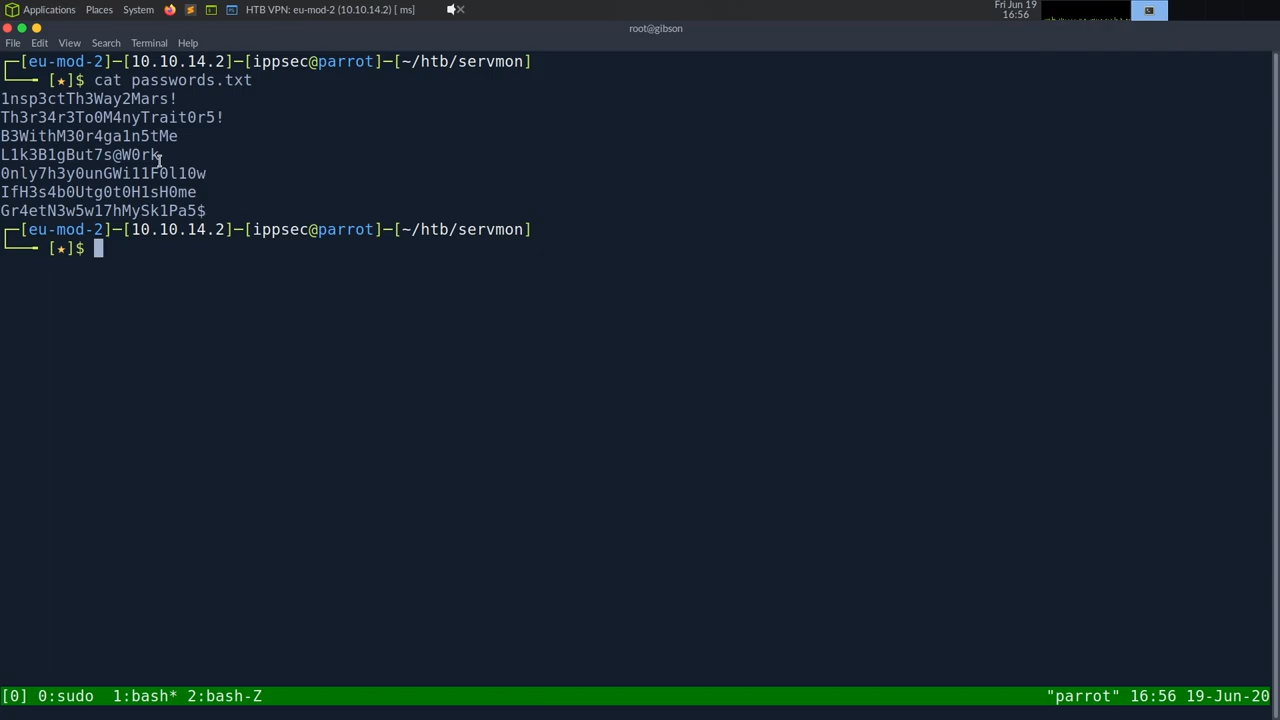 Applications Places System HTB VPN: eu-mod-2 (10.10.14.2) [ ms] Fri Jun 19
16:56
root@gibson
File Edit View Search Terminal Help
┌─[eu-mod-2]─[10.10.14.2]─[ippsec@parrot]─[~/htb/servmon]
└──╼ [★]$ cat passwords.txt
1nsp3ctTh3Way2Mars!
Th3r34r3To0M4nyTrait0r5!
B3WithM30r4ga1n5tMe
L1k3B1gBut7s@W0rk
0nly7h3y0unGWi11F0l10w
IfH3s4b0Utg0t0H1sH0me
Gr4etN3w5w17hMySk1Pa5$
┌─[eu-mod-2]─[10.10.14.2]─[ippsec@parrot]─[~/htb/servmon]
└──╼ [★]$
[0] 0:sudo 1:bash* 2:bash-Z "parrot" 16:56 19-Jun-20